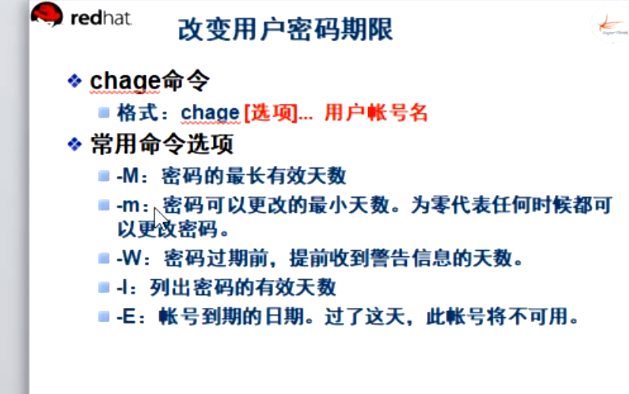 redhat.
改变用户密码期限
chage命令
格式：chage [选项]... 用户帐号名
常用命令选项
-M：密码的最长有效天数
-m：密码可以更改的最小天数。为零代表任何时候都可
以更改密码。
-W：密码过期前，提前收到警告信息的天数。
-l：列出密码的有效天数
-E：帐号到期的日期。过了这天，此帐号将不可用。